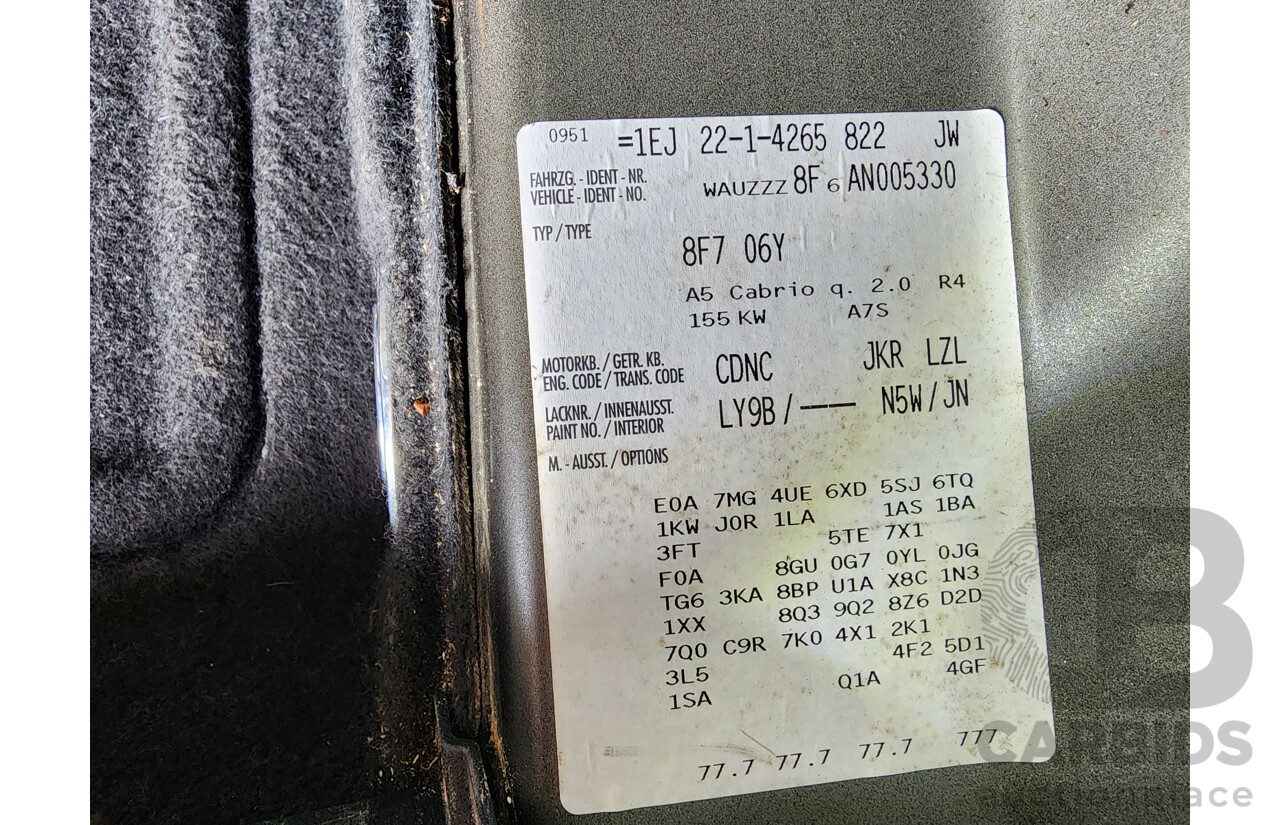 0951 =1EJ 22-1-4265 822 JW
FAHRZG. - IDENT - NR.
VEHICLE - IDENT - NO. WAUZZZ 8F 6 AN005330
TYP / TYPE
8F7 06Y
A5 Cabrio q. 2.0 R4
155 KW A7S
MOTORKB. / GETR. KB.
ENG. CODE / TRANS. CODE CDNC JKR LZL
LACKNR. / INNENAUSST.
PAINT NO. / INTERIOR LY9B / ---- N5W / JN
M. - AUSST. / OPTIONS
E0A 7MG 4UE 6XD 5SJ 6TQ
1KW J0R 1LA 1AS 1BA
3FT 5TE 7X1
F0A 8GU 0G7 0YL 0JG
TG6 3KA 8BP U1A X8C 1N3
1XX 8Q3 9Q2 8Z6 D2D
7Q0 C9R 7K0 4X1 2K1
3L5 4F2 5D1
1SA Q1A 4GF
77.7 77.7 77.7 777
CB
CARBIDS